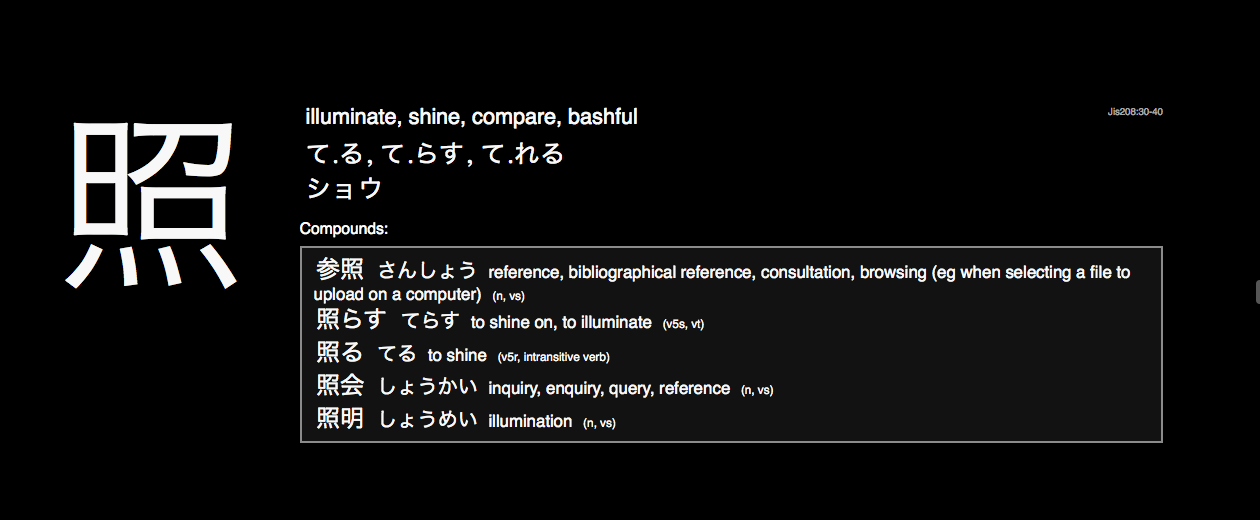 照
illuminate, shine, compare, bashful
Jis208:30-40
て.る, て.らす, て.れる
ショウ
Compounds:
参照 さんしょう reference, bibliographical reference, consultation, browsing (eg when selecting a file to
upload on a computer) (n, vs)
照らす てらす to shine on, to illuminate (v5s, vt)
照る てる to shine (v5r, intransitive verb)
照会 しょうかい inquiry, enquiry, query, reference (n, vs)
照明 しょうめい illumination (n, vs)